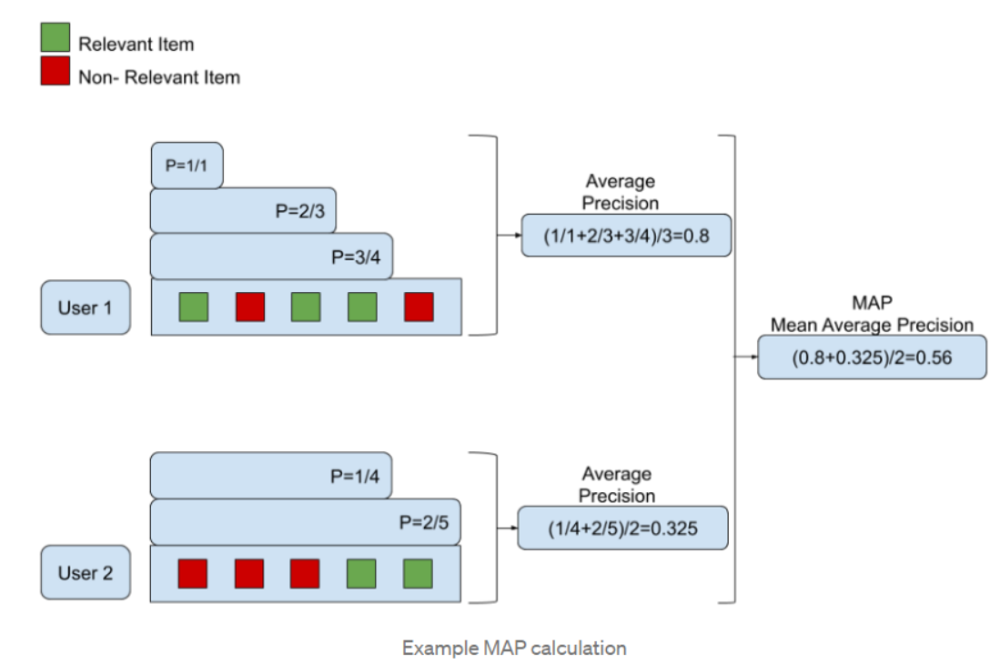 Relevant Item
Non- Relevant Item
P=1/1
P=2/3
P=3/4
User 1
Average
Precision
(1/1+2/3+3/4)/3=0.8
MAP
Mean Average Precision
(0.8+0.325)/2=0.56
P=1/4
P=2/5
User 2
Average
Precision
(1/4+2/5)/2=0.325
Example MAP calculation